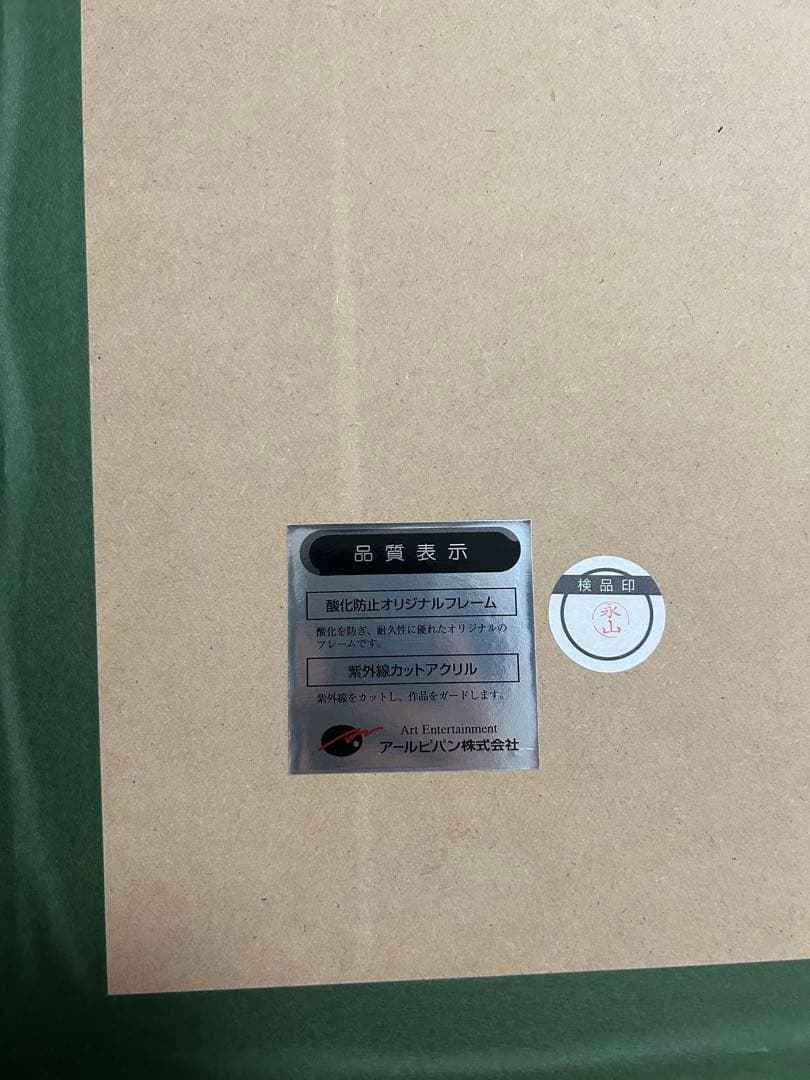 品質表示
酸化防止オリジナルフレーム
酸化を防ぎ、耐久性に優れたオリジナルの
フレームです。
紫外線カットアクリル
紫外線をカットし、作品をガードします。
Art Entertainment
アールビバン株式会社
検品印
永山